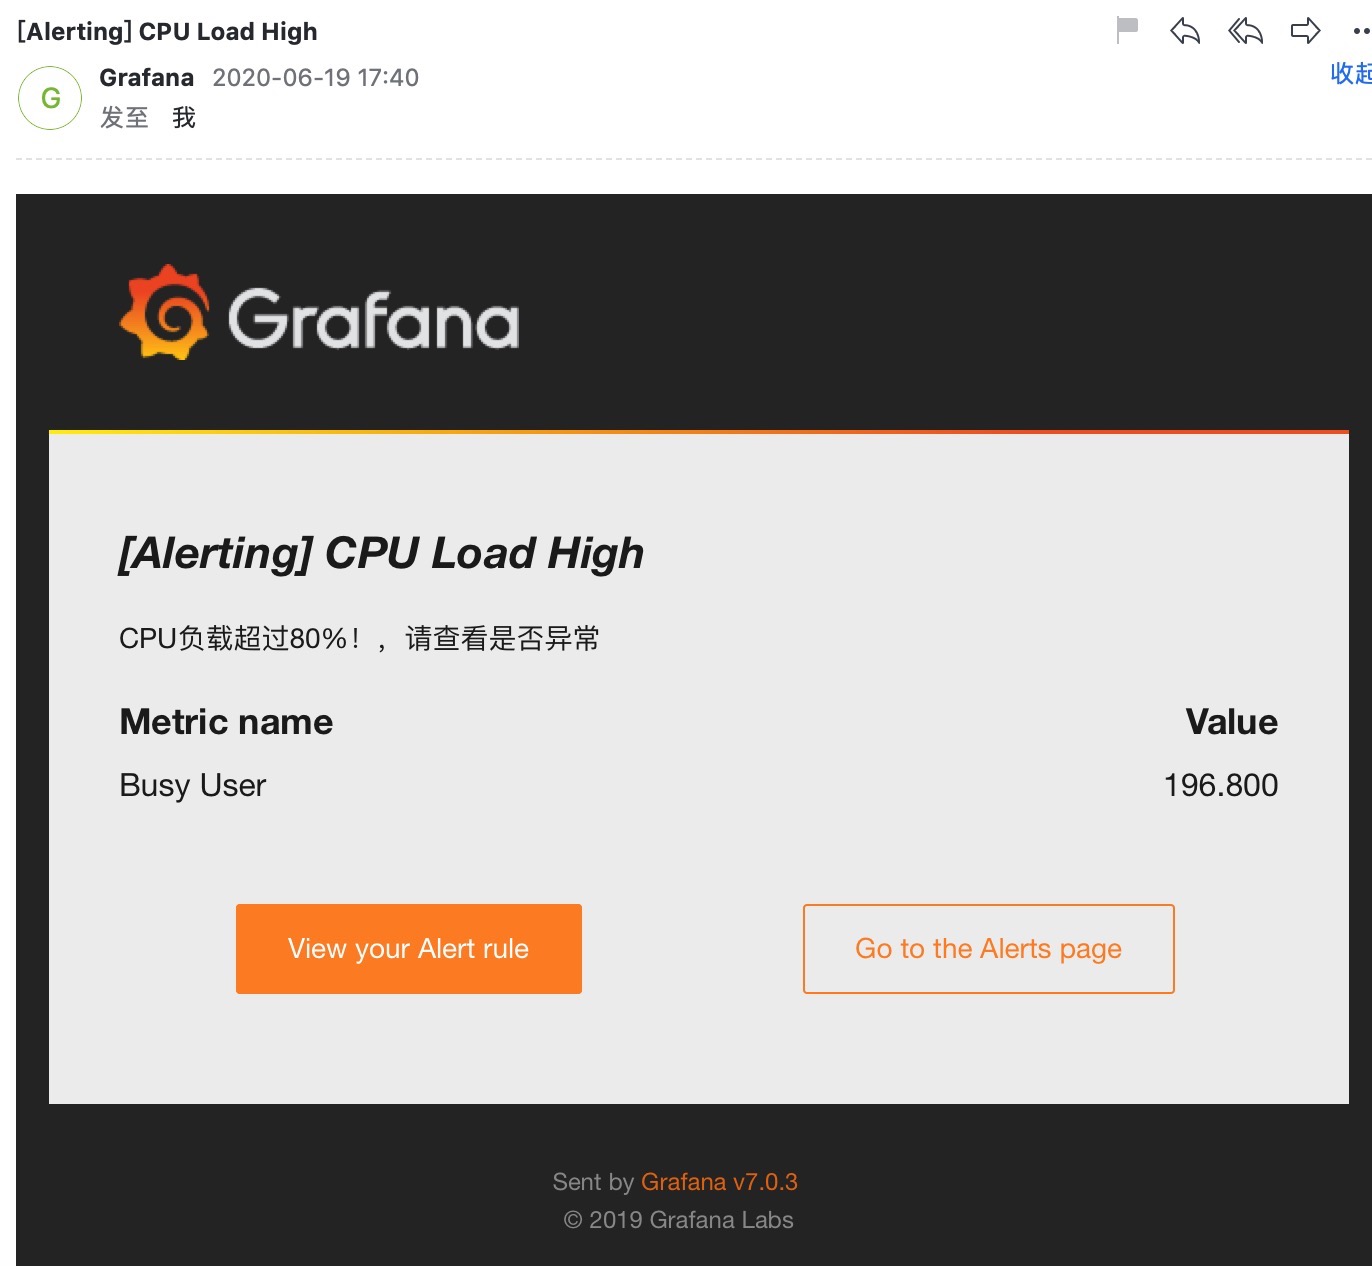 [Alerting] CPU Load High
G
Grafana 2020-06-19 17:40
收起
发至 我
Grafana
[Alerting] CPU Load High
CPU负载超过80%！，请查看是否异常
Metric name Value
Busy User 196.800
View your Alert rule Go to the Alerts page
Sent by Grafana v7.0.3
© 2019 Grafana Labs